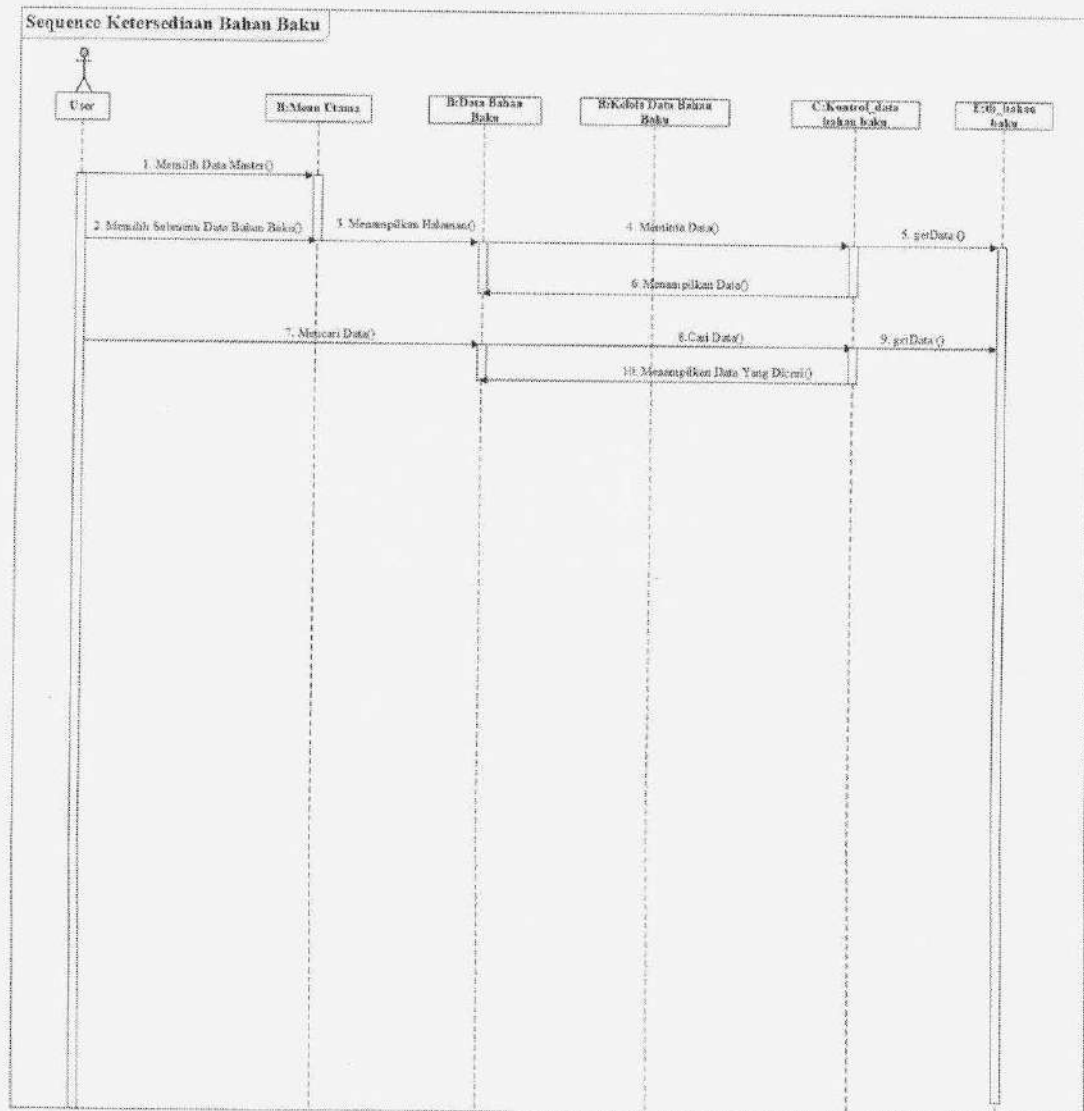 Sequence Ketersediaan Bahan Baku
User
B:Menu Utama
B:Data Bahan
Baku
B:Kelola Data Bahan
Baku
C:Kontrol_data
bahan baku
bahan
baku
1. Memilih Data Master()
2. Memilih Data Bahan Baku()
3. Menampilkan Halaman()
4. Meminta Data()
5. getData ()
6. Menampilkan Data()
7. Mencari Data()
8.Cari Data()
9. getData ()
10. Menampilkan Data Yang Dicari()